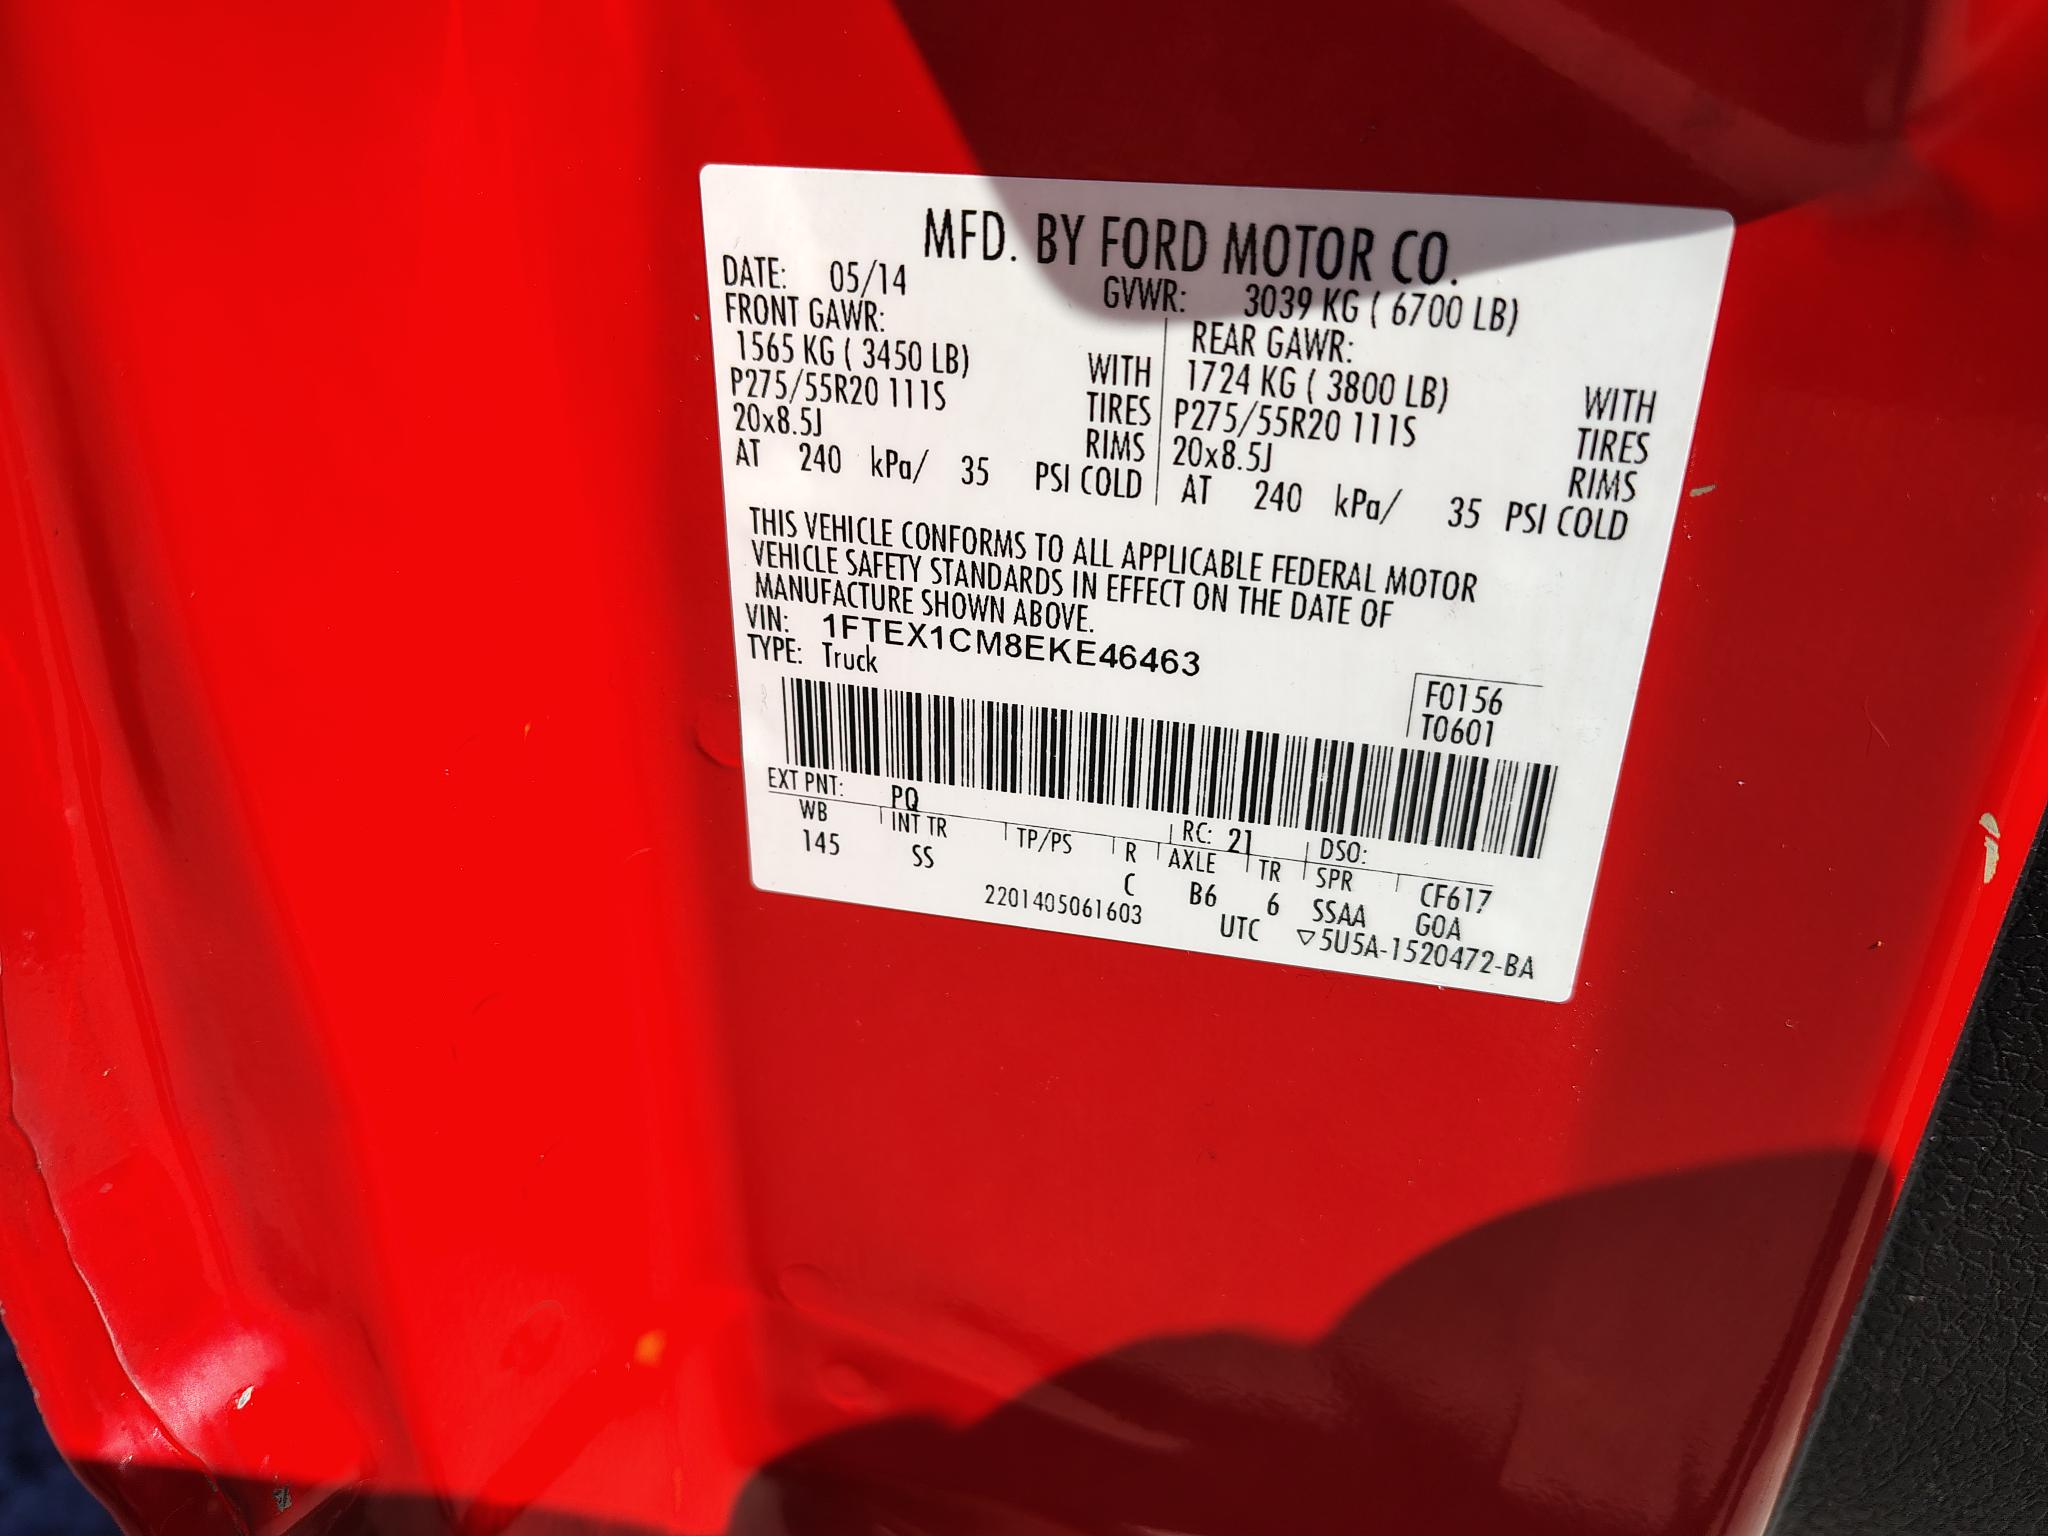 MFD. BY FORD MOTOR CO.
DATE: 05/14 GVWR: 3039 KG ( 6700 LB)
FRONT GAWR: REAR GAWR:
1565 KG ( 3450 LB) WITH 1724 KG ( 3800 LB) WITH
P275/55R20 111S TIRES P275/55R20 111S TIRES
20x8.5J RIMS 20x8.5J RIMS
AT 240 kPa/ 35 PSI COLD AT 240 kPa/ 35 PSI COLD
THIS VEHICLE CONFORMS TO ALL APPLICABLE FEDERAL MOTOR
VEHICLE SAFETY STANDARDS IN EFFECT ON THE DATE OF
MANUFACTURE SHOWN ABOVE.
VIN: 1FTEX1CM8EKE46463
TYPE: Truck
F0156
T0601
EXT PNT: PQ RC: 21 DSO:
WB INT TR TP/PS R AXLE TR SPR CF617
145 SS C B6 6 SSAA GOA
2201405061603 UTC ▽5U5A-1520472-BA